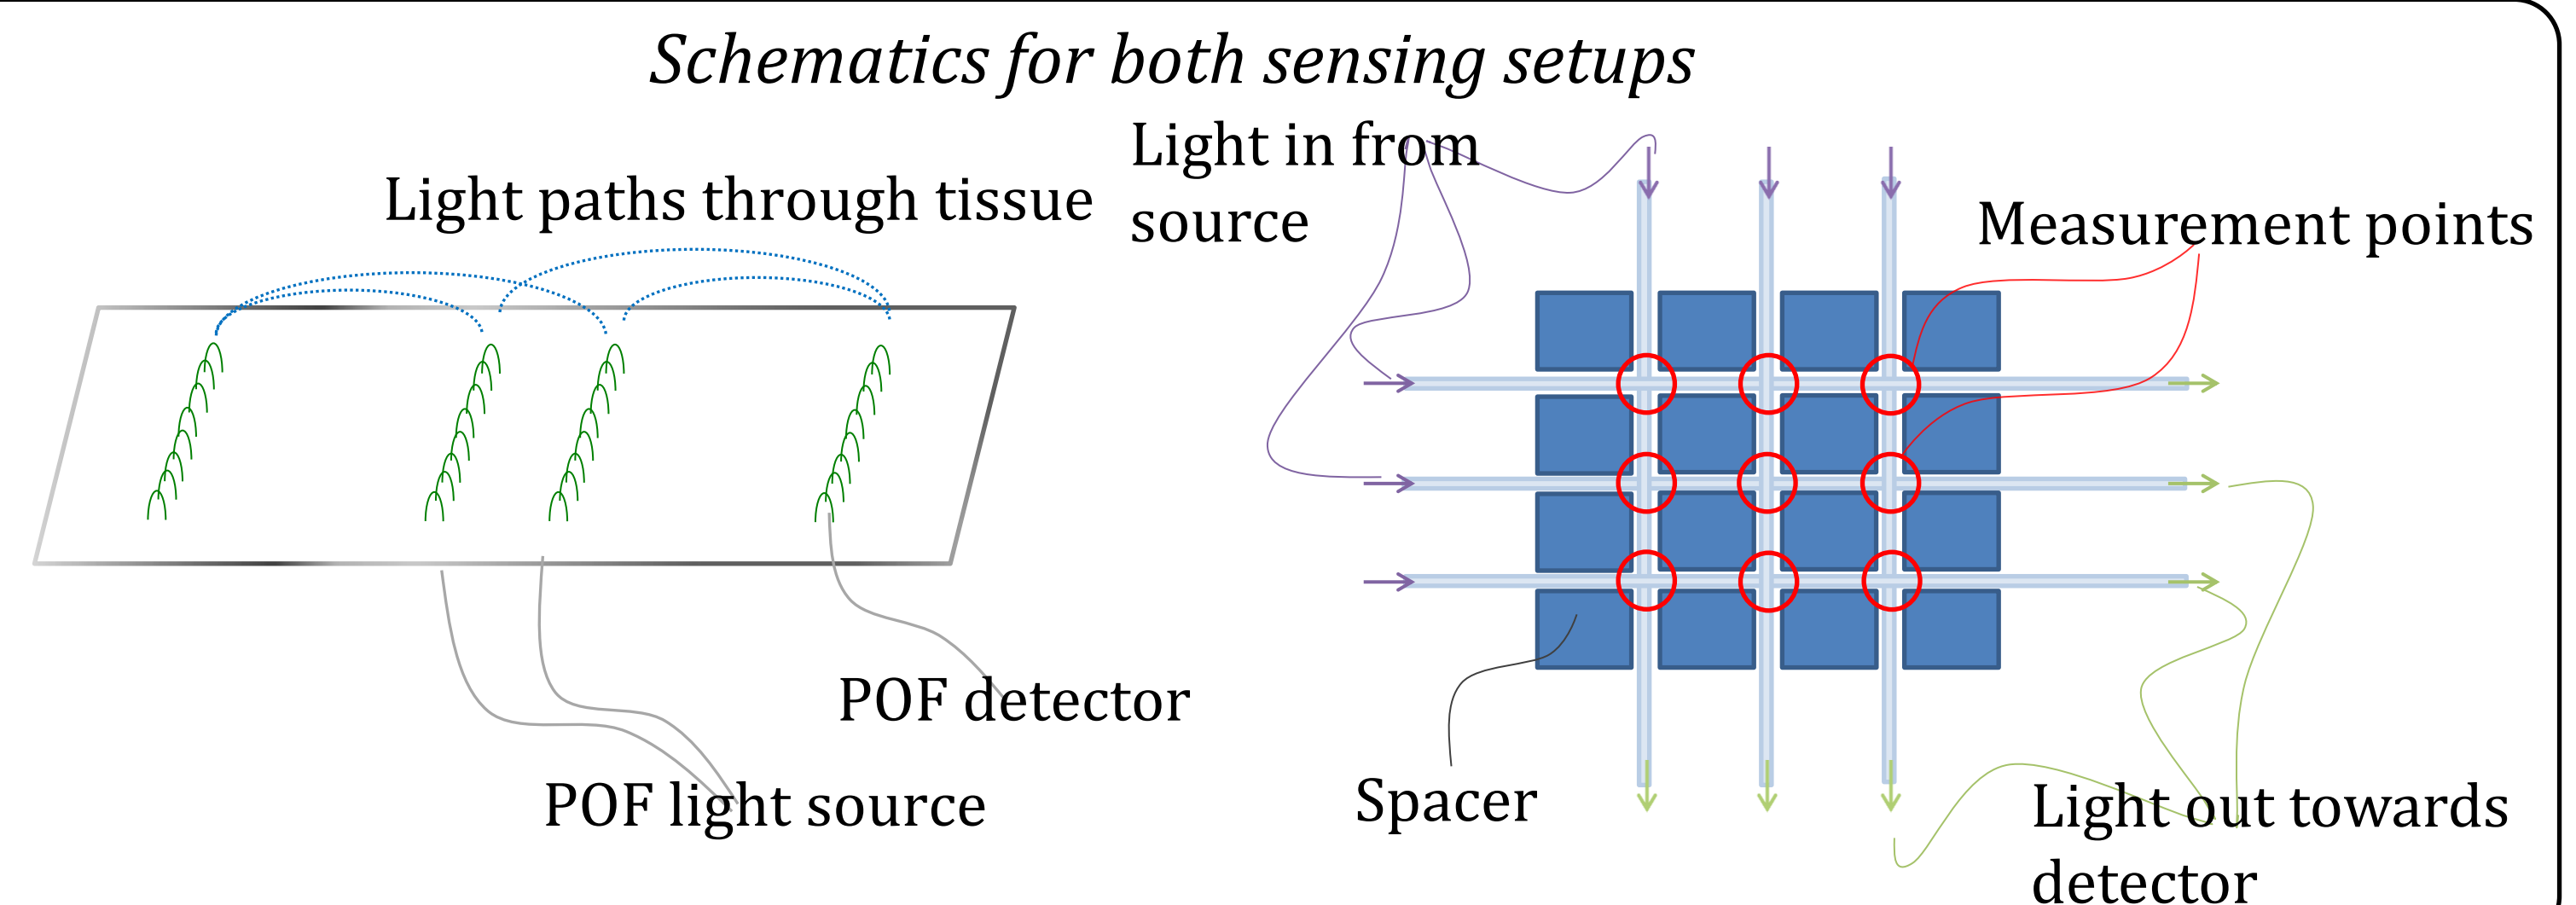 Schematics for both sensing setups
Light paths through tissue
POF detector
POF light source
Light in from
source
Measurement points
Spacer
Light out towards
detector